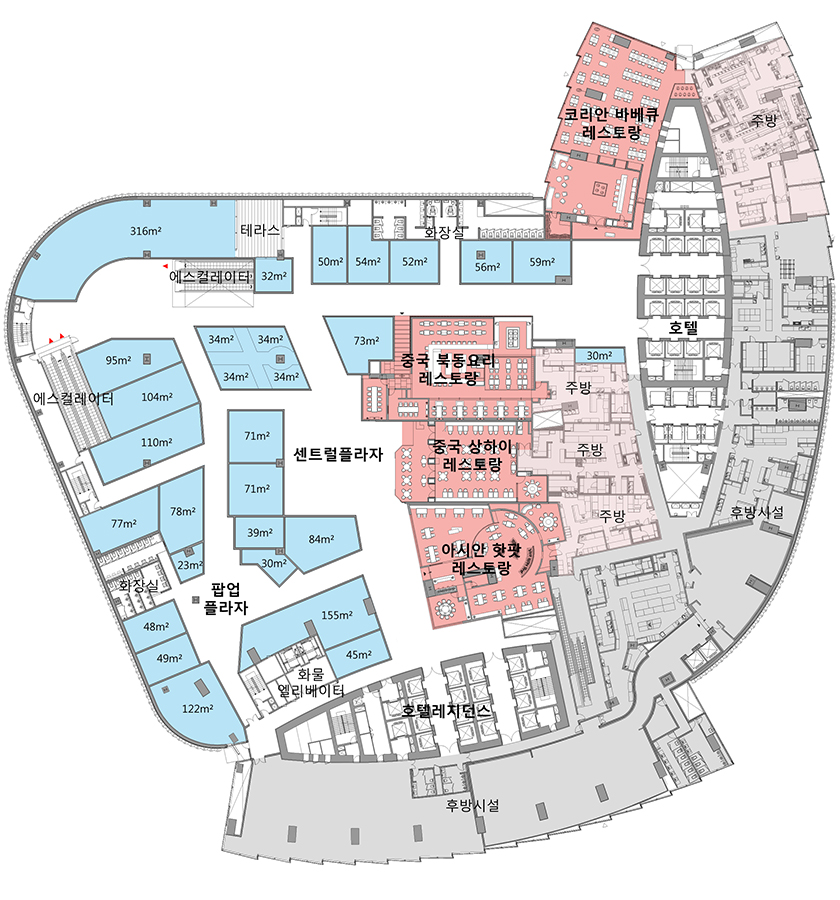 코리안 바베큐
레스토랑
주방
316m²
테라스
화장실
에스컬레이터
32m²
50m²
54m²
52m²
56m²
59m²
호텔
73m²
34m²
34m²
34m²
34m²
중국 북동요리
레스토랑
30m²
주방
95m²
104m²
110m²
에스컬레이터
71m²
센트럴플라자
중국 상하이
레스토랑
주방
71m²
77m²
78m²
39m²
84m²
30m²
23m²
주방
후방시설
아시안 핫팟
레스토랑
화장실
팝업
플라자
48m²
49m²
122m²
155m²
45m²
화물
엘리베이터
호텔레지던스
후방시설